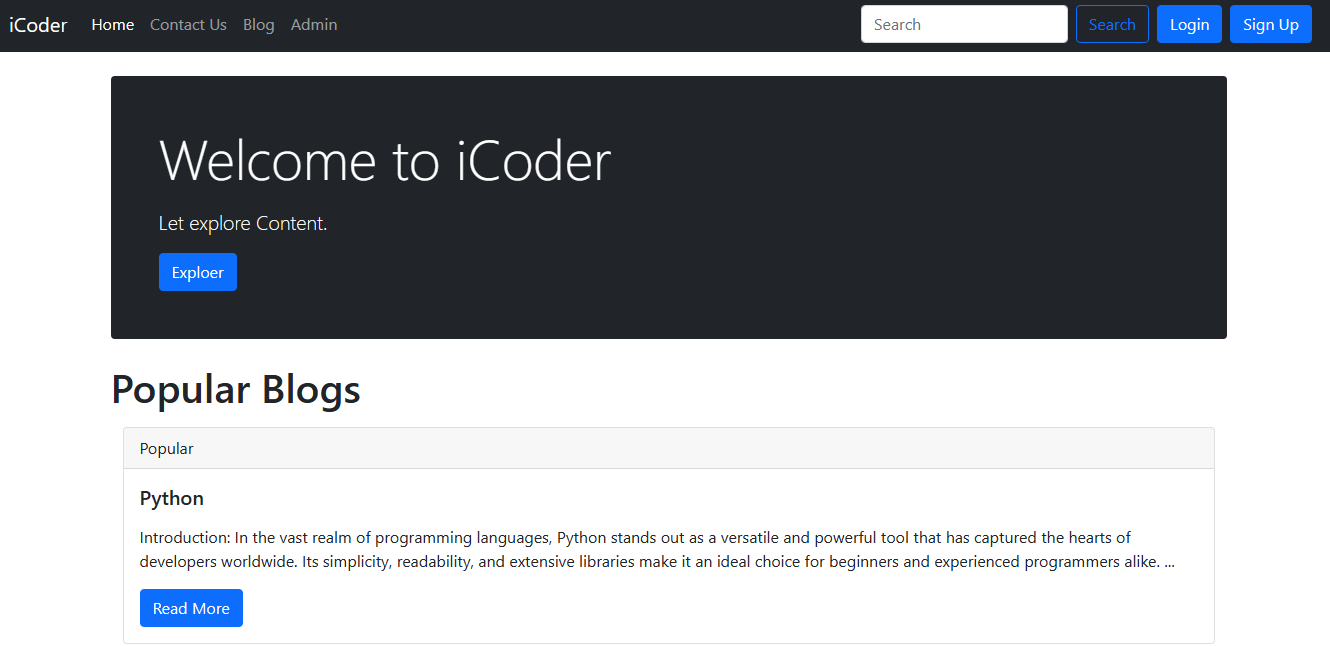 iCoder Home Contact Us Blog Admin Search Search Login Sign Up
Welcome to iCoder
Let explore Content.
Exploer
Popular Blogs
Popular
Python
Introduction: In the vast realm of programming languages, Python stands out as a versatile and powerful tool that has captured the hearts of
developers worldwide. Its simplicity, readability, and extensive libraries make it an ideal choice for beginners and experienced programmers alike. ...
Read More